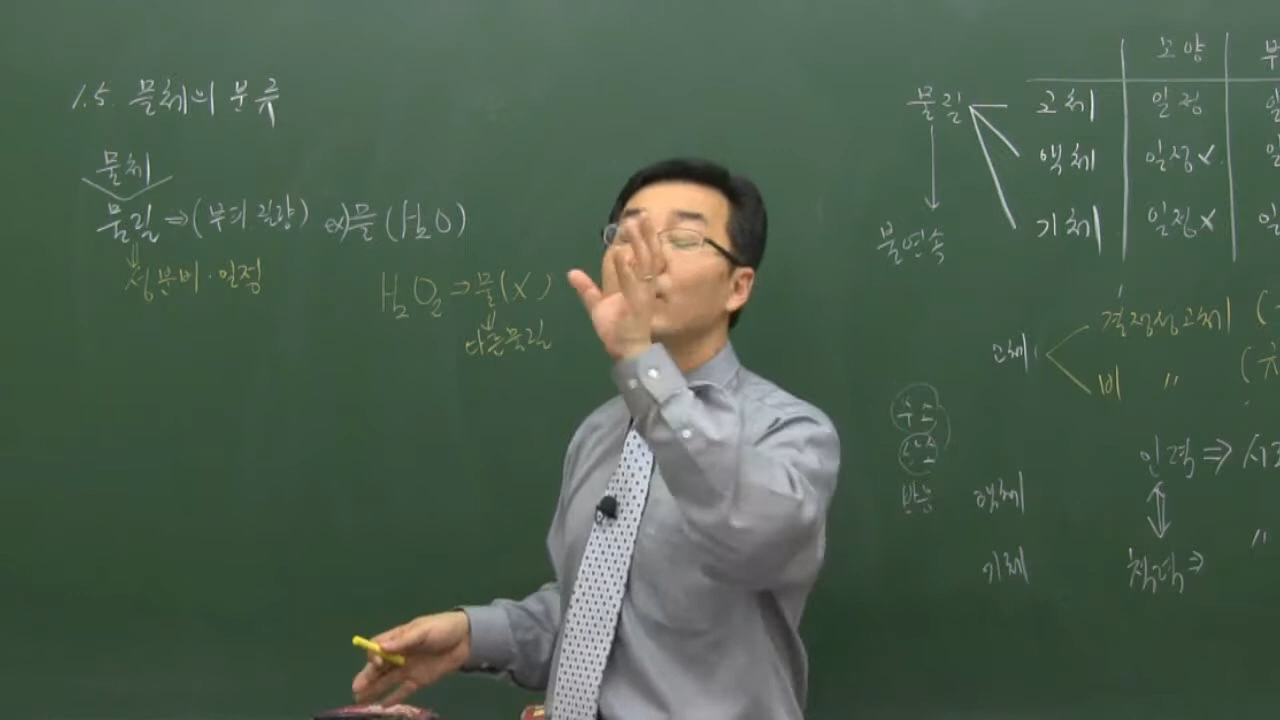 1.5. 물체의 분류
물체
물질 ⇒ (부피 질량) ex) 물 (H₂O)
성분비 · 일정
H₂O₂ → 물(X)
다른물질
모양
물질 고체 일정
액체 일정X
기체 일정X
불연속
고체 결정성고체 (
비 〃 (
수소
산소
반응 액체
기체
인력 ⇒
척력 ⇒ 〃